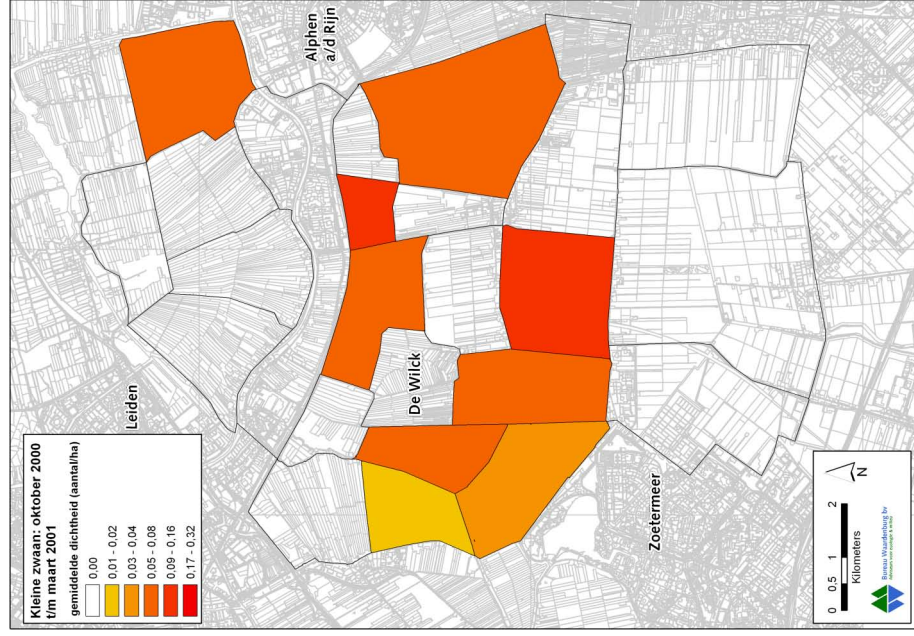 Kleine zwaan: oktober 2000
t/m maart 2001
gemiddelde dichtheid (aantal/ha)
0,00
0,01 - 0,02
0,03 - 0,04
0,05 - 0,08
0,09 - 0,16
0,17 - 0,32
Leiden
Alphen
a/d Rijn
De Wilck
Zoetermeer
0 0,5 1 2
Kilometers
N
Bureau Waardenburg bv